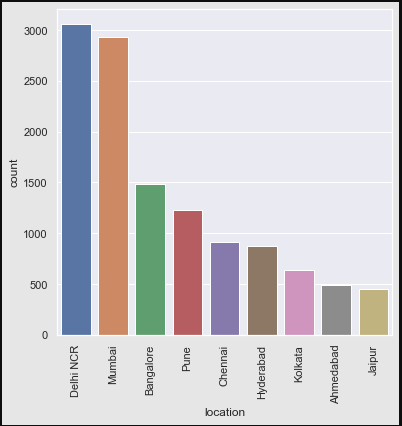 3000
2500
2000
1500
1000
500
0
count
Delhi NCR
Mumbai
Bangalore
Pune
Chennai
Hyderabad
Kolkata
Ahmedabad
Jaipur
location